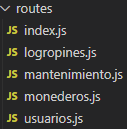 routes
JS index.js
JS logropines.js
JS mantenimiento.js
JS monederos.js
JS usuarios.js